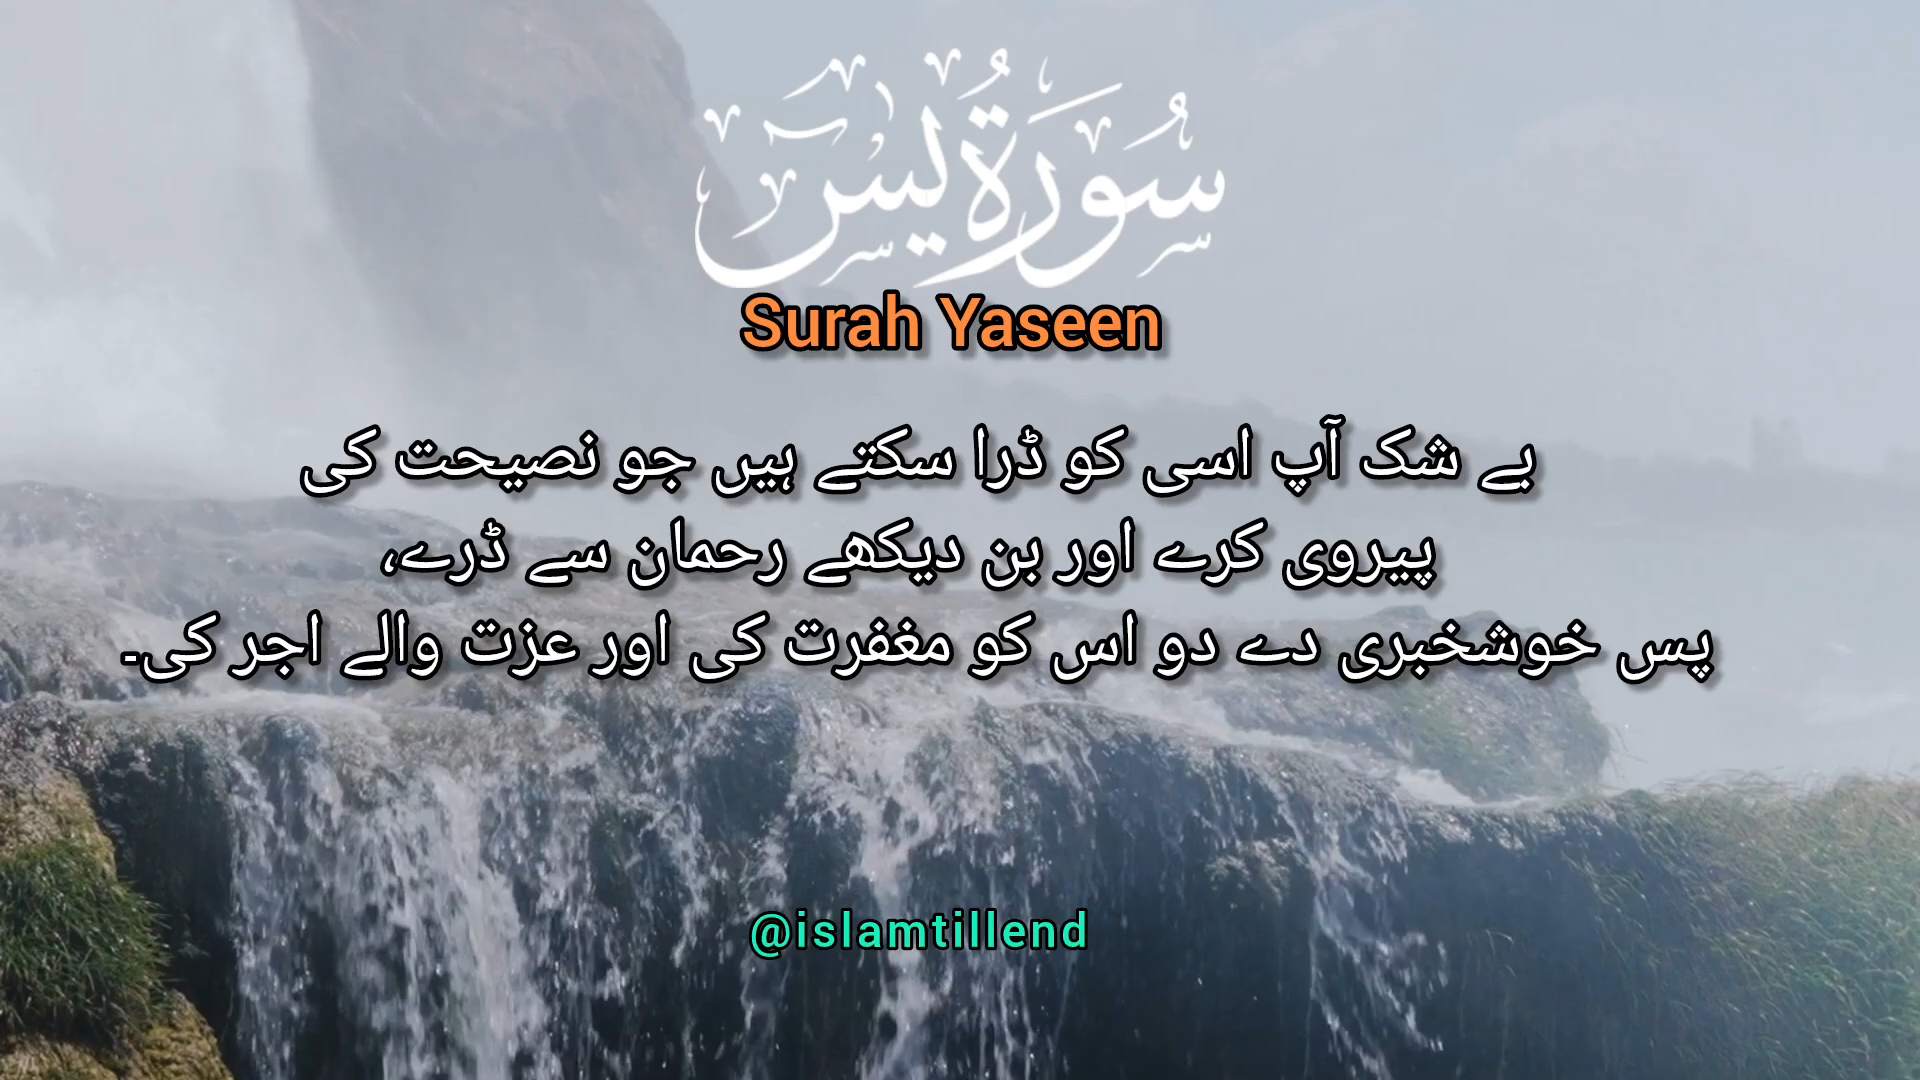 سُورَةُ يسٓ
Surah Yaseen
بے شک آپ اسی کو ڈرا سکتے ہیں جو نصیحت کی
پیروی کرے اور بن دیکھے رحمان سے ڈرے،
پس خوشخبری دے دو اس کو مغفرت کی اور عزت والے اجر کی۔
@islamtillend